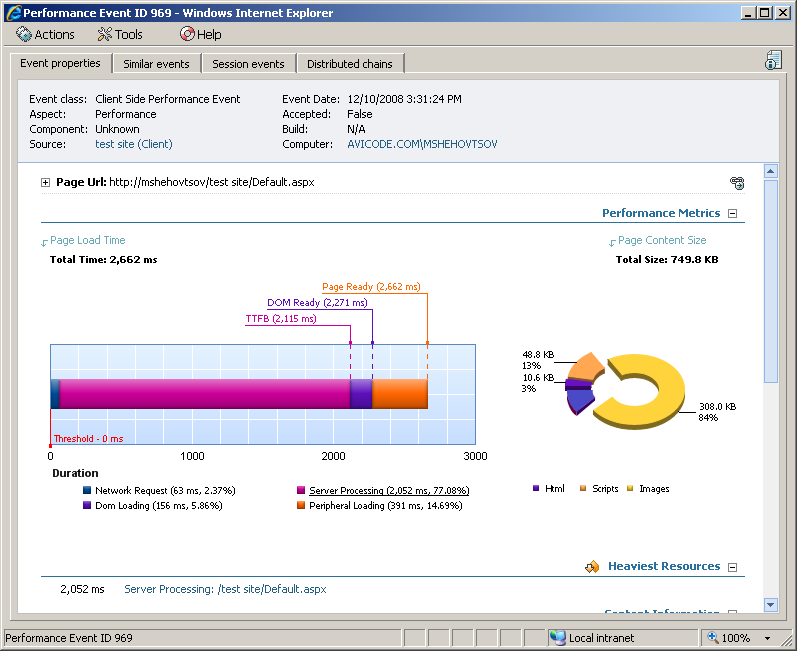 Performance Event ID 969 - Windows Internet Explorer
Actions Tools Help
Event properties Similar events Session events Distributed chains
Event class: Client Side Performance Event Event Date: 12/10/2008 3:31:24 PM
Aspect: Performance Accepted: False
Component: Unknown Build: N/A
Source: test site (Client) Computer: AVICODE.COM\MSHEHOVTSOV
Page Url: http://mshehovtsov/test site/Default.aspx
Performance Metrics
Page Load Time Page Content Size
Total Time: 2,662 ms Total Size: 749.8 KB
Page Ready (2,662 ms)
DOM Ready (2,271 ms)
TTFB (2,115 ms)
48.8 KB
13%
10.6 KB
3%
308.0 KB
84%
Threshold - 0 ms
0 1000 2000 3000
Duration
Network Request (63 ms, 2.37%) Server Processing (2,052 ms, 77.08%) Html Scripts Images
Dom Loading (156 ms, 5.86%) Peripheral Loading (391 ms, 14.69%)
Heaviest Resources
2,052 ms Server Processing: /test site/Default.aspx
Content Information
Performance Event ID 969 Local intranet 100%